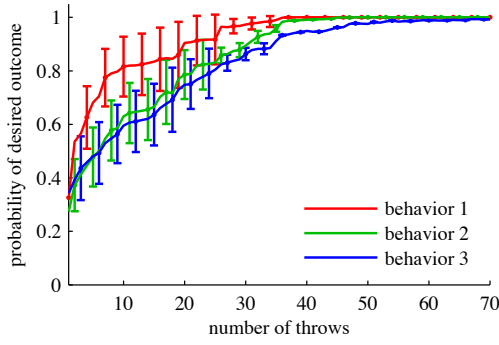 probability of desired outcome
1
0.8
0.6
0.4
0.2
0
behavior 1
behavior 2
behavior 3
10 20 30 40 50 60 70
number of throws